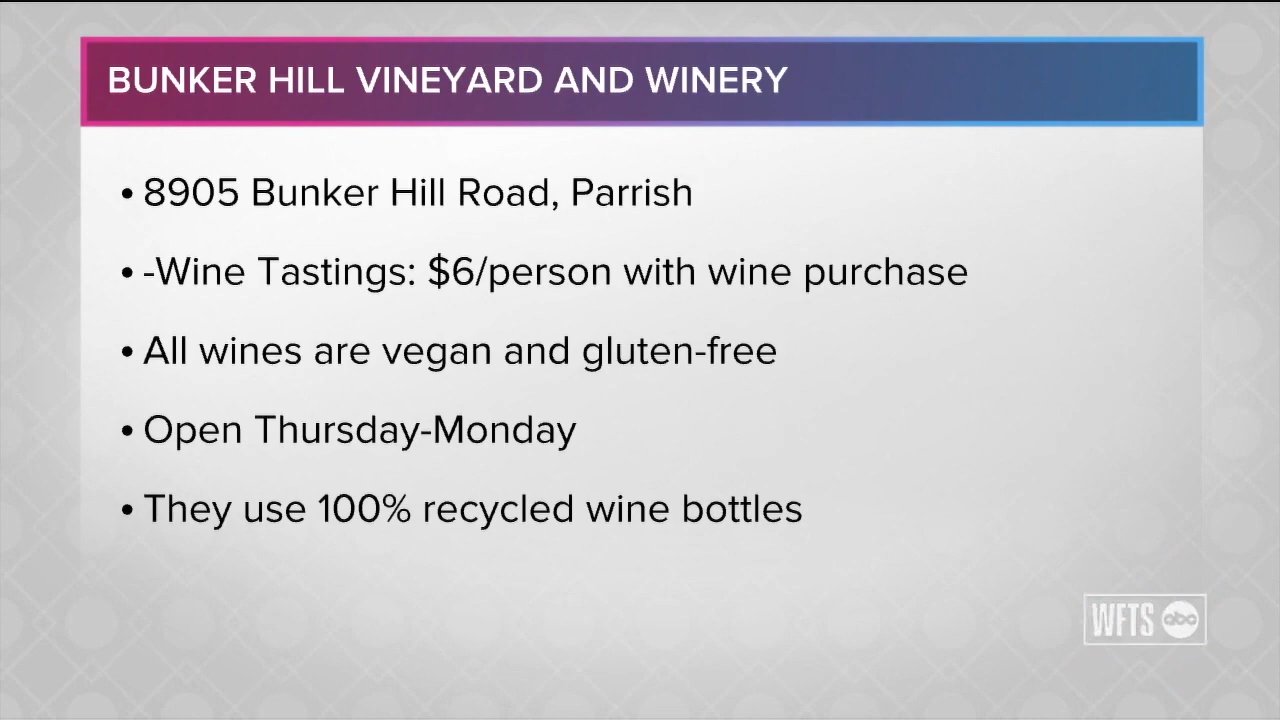 BUNKER HILL VINEYARD AND WINERY
• 8905 Bunker Hill Road, Parrish
• -Wine Tastings: $6/person with wine purchase
• All wines are vegan and gluten-free
• Open Thursday-Monday
• They use 100% recycled wine bottles
WFTS abc